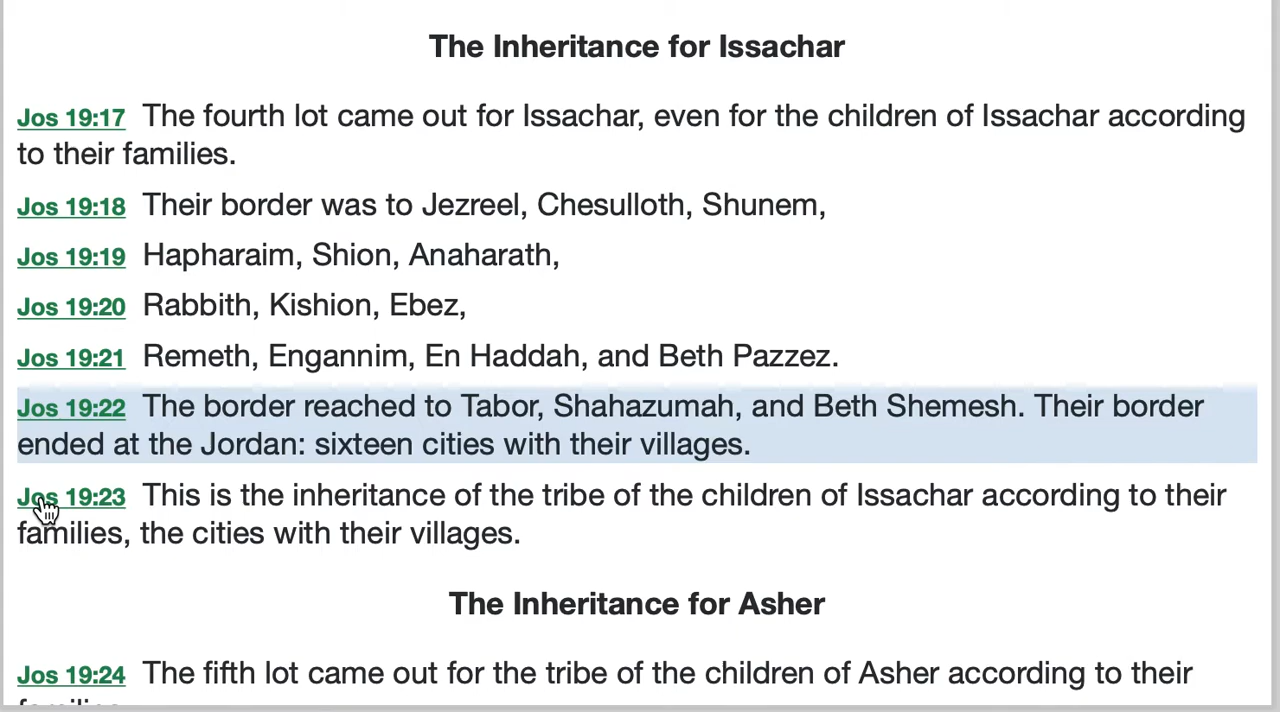 The Inheritance for Issachar
Jos 19:17 The fourth lot came out for Issachar, even for the children of Issachar according
to their families.
Jos 19:18 Their border was to Jezreel, Chesulloth, Shunem,
Jos 19:19 Hapharaim, Shion, Anaharath,
Jos 19:20 Rabbith, Kishion, Ebez,
Jos 19:21 Remeth, Engannim, En Haddah, and Beth Pazzez.
Jos 19:22 The border reached to Tabor, Shahazumah, and Beth Shemesh. Their border
ended at the Jordan: sixteen cities with their villages.
Jos 19:23 This is the inheritance of the tribe of the children of Issachar according to their
families, the cities with their villages.
The Inheritance for Asher
Jos 19:24 The fifth lot came out for the tribe of the children of Asher according to their